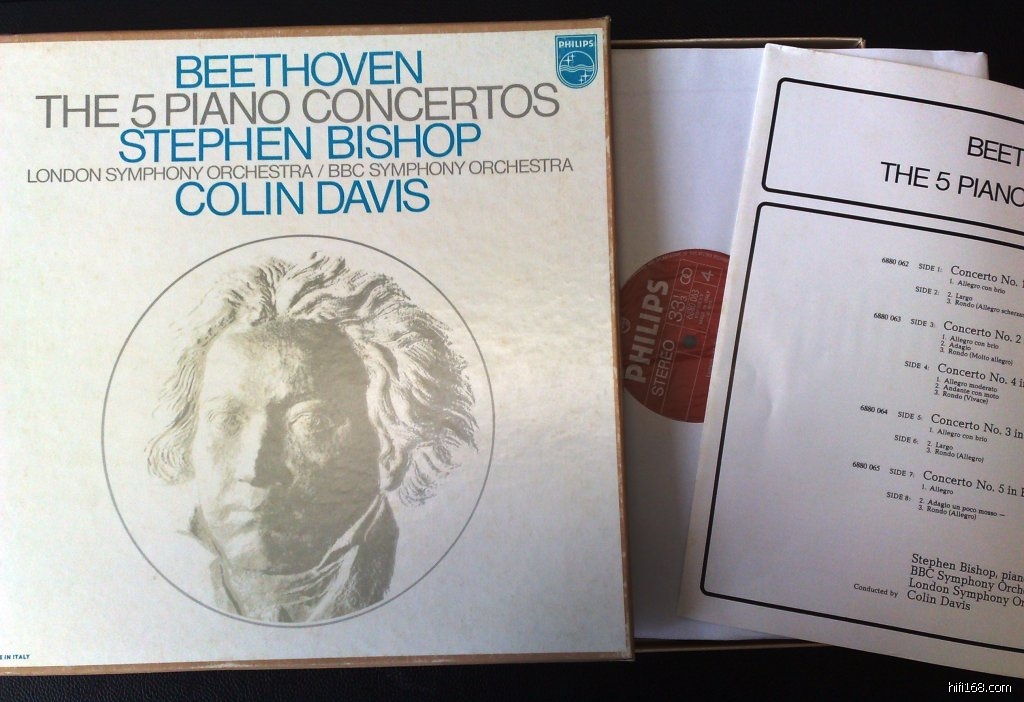 BEETHOVEN
THE 5 PIANO CONCERTOS
STEPHEN BISHOP
LONDON SYMPHONY ORCHESTRA / BBC SYMPHONY ORCHESTRA
COLIN DAVIS
PHILIPS
IN ITALY
PHILIPS
STEREO
33 1/3
6880 063
4
BEET
THE 5 PIANO
6880 062 SIDE 1: Concerto No. 1
1. Allegro con brio
SIDE 2: 2. Largo
3. Rondo (Allegro scherzan
6880 063 SIDE 3: Concerto No. 2
1. Allegro con brio
2. Adagio
3. Rondo (Molto allegro)
SIDE 4: Concerto No. 4 in
1. Allegro moderato
2. Andante con moto
3. Rondo (Vivace)
6880 064 SIDE 5: Concerto No. 3 in
1. Allegro con brio
SIDE 6: 2. Largo
3. Rondo (Allegro)
6880 065 SIDE 7: Concerto No. 5 in
1. Allegro
SIDE 8: 2. Adagio un poco mosso —
3. Rondo (Allegro)
Stephen Bishop, pian
BBC Symphony Orche
London Symphony Or
Conducted by Colin Davis
hifi168.com